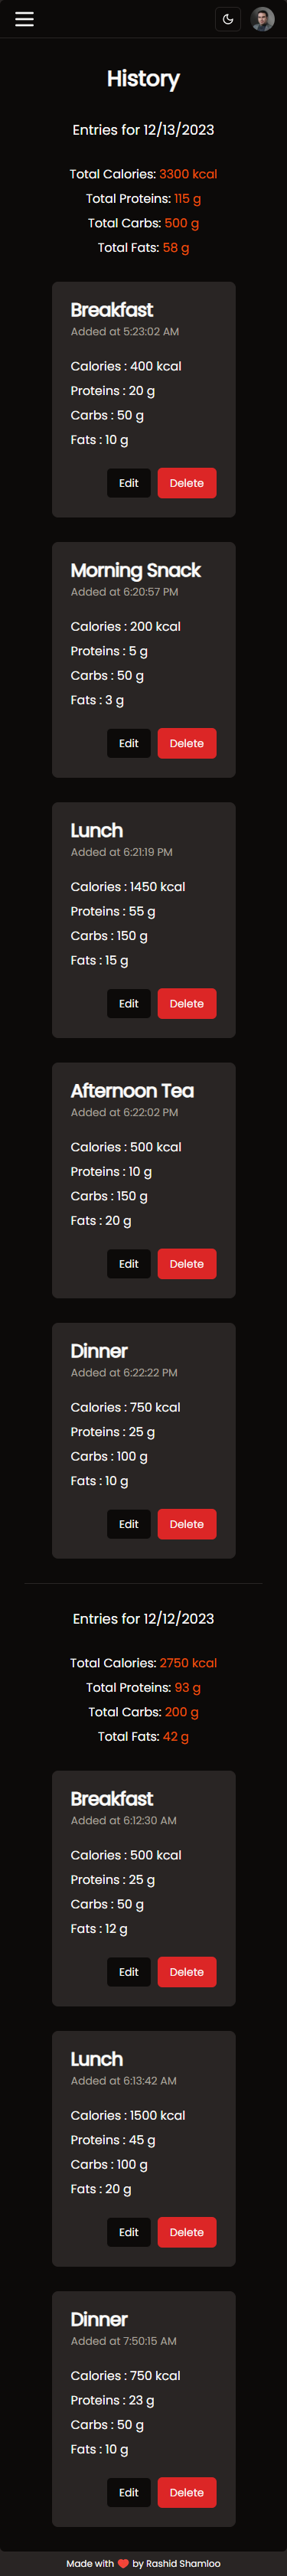 History
Entries for 12/13/2023
Total Calories: 3300 kcal
Total Proteins: 115 g
Total Carbs: 500 g
Total Fats: 58 g
Breakfast
Added at 5:23:02 AM
Calories : 400 kcal
Proteins : 20 g
Carbs : 50 g
Fats : 10 g
Edit Delete
Morning Snack
Added at 6:20:57 PM
Calories : 200 kcal
Proteins : 5 g
Carbs : 50 g
Fats : 3 g
Edit Delete
Lunch
Added at 6:21:19 PM
Calories : 1450 kcal
Proteins : 55 g
Carbs : 150 g
Fats : 15 g
Edit Delete
Afternoon Tea
Added at 6:22:02 PM
Calories : 500 kcal
Proteins : 10 g
Carbs : 150 g
Fats : 20 g
Edit Delete
Dinner
Added at 6:22:22 PM
Calories : 750 kcal
Proteins : 25 g
Carbs : 100 g
Fats : 10 g
Edit Delete
Entries for 12/12/2023
Total Calories: 2750 kcal
Total Proteins: 93 g
Total Carbs: 200 g
Total Fats: 42 g
Breakfast
Added at 6:12:30 AM
Calories : 500 kcal
Proteins : 25 g
Carbs : 50 g
Fats : 12 g
Edit Delete
Lunch
Added at 6:13:42 AM
Calories : 1500 kcal
Proteins : 45 g
Carbs : 100 g
Fats : 20 g
Edit Delete
Dinner
Added at 7:50:15 AM
Calories : 750 kcal
Proteins : 23 g
Carbs : 50 g
Fats : 10 g
Edit Delete
Made with ❤️ by Rashid Shamloo